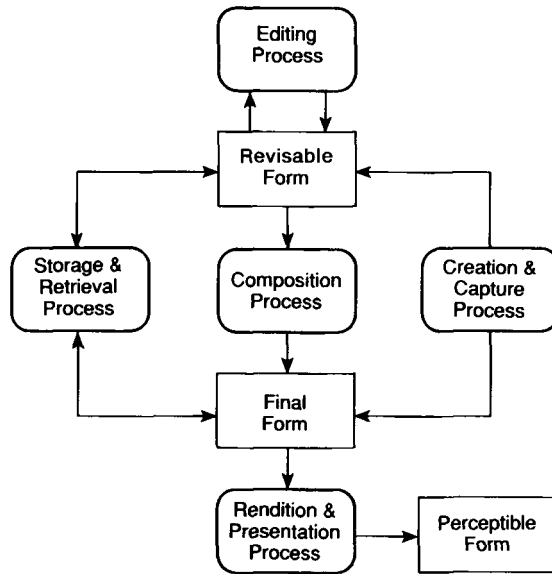 Editing
Process
Revisable
Form
Storage &
Retrieval
Process
Composition
Process
Creation &
Capture
Process
Final
Form
Rendition &
Presentation
Process
Perceptible
Form